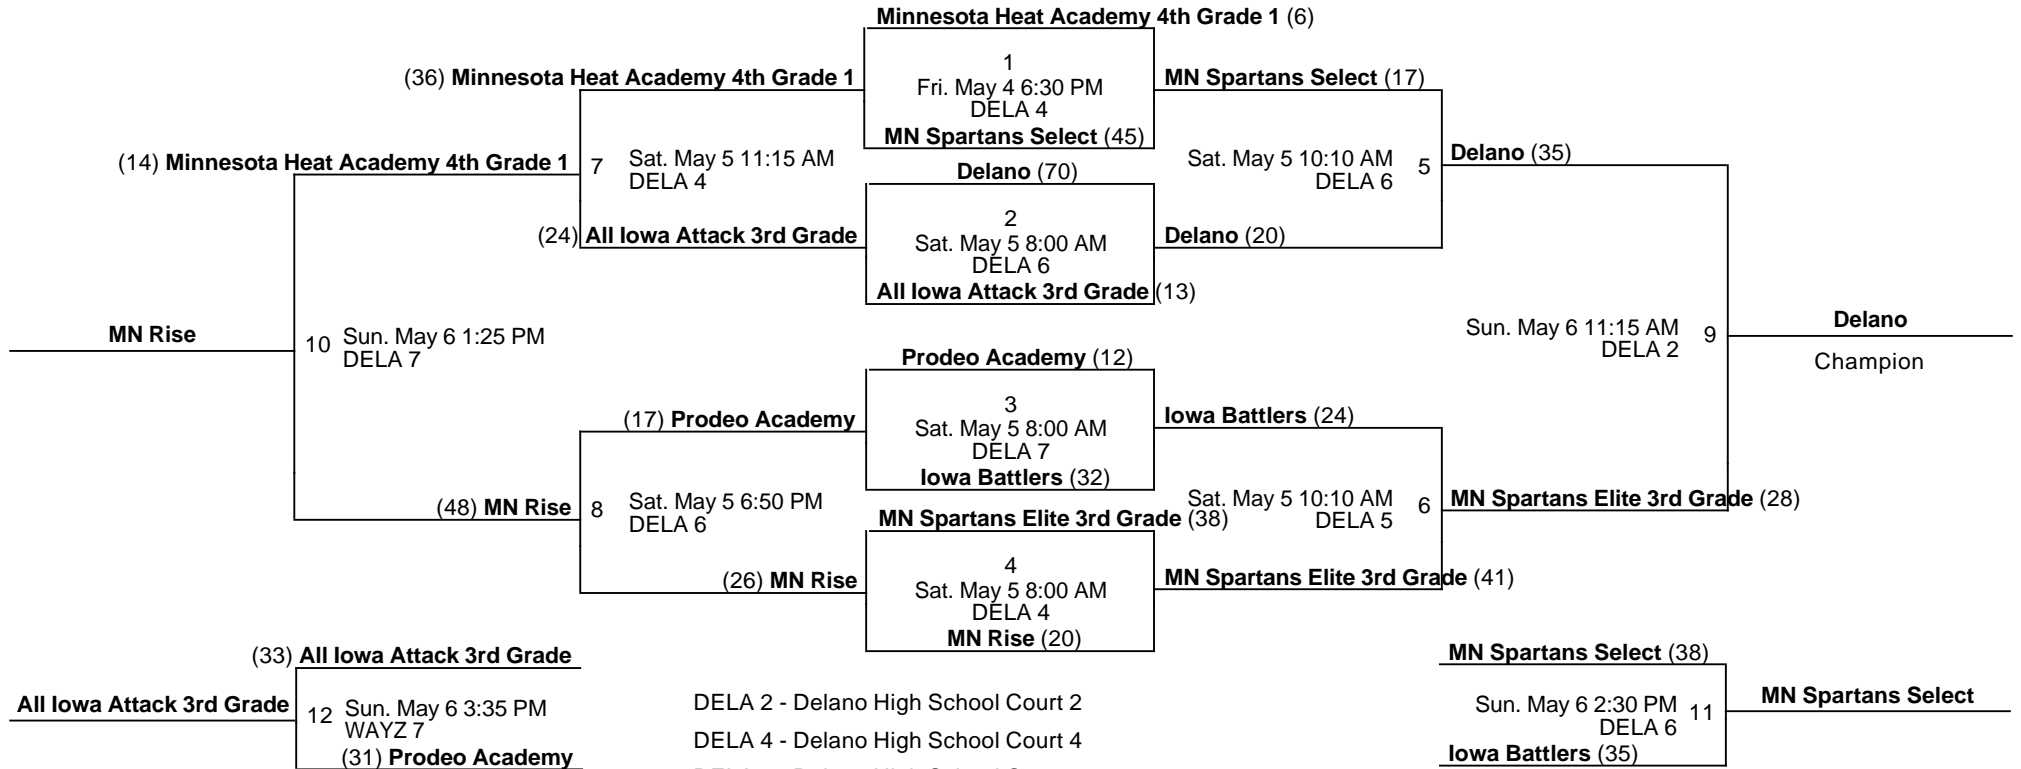 Minnesota Heat Academy 4th Grade 1 (6)
1
Fri. May 4 6:30 PM
DELA 4
MN Spartans Select (45)
(36) Minnesota Heat Academy 4th Grade 1
MN Spartans Select (17)
(14) Minnesota Heat Academy 4th Grade 1
7
Sat. May 5 11:15 AM
DELA 4
Delano (70)
Sat. May 5 10:10 AM
DELA 6
5
Delano (35)
2
Sat. May 5 8:00 AM
DELA 6
All Iowa Attack 3rd Grade (13)
(24) All Iowa Attack 3rd Grade
Delano (20)
MN Rise
10
Sun. May 6 1:25 PM
DELA 7
Sun. May 6 11:15 AM
DELA 2
9
Delano
Champion
Prodeo Academy (12)
3
Sat. May 5 8:00 AM
DELA 7
Iowa Battlers (32)
(17) Prodeo Academy
Iowa Battlers (24)
(48) MN Rise
8
Sat. May 5 6:50 PM
DELA 6
MN Spartans Elite 3rd Grade (38)
Sat. May 5 10:10 AM
DELA 5
6
MN Spartans Elite 3rd Grade (28)
4
Sat. May 5 8:00 AM
DELA 4
MN Rise (20)
(26) MN Rise
MN Spartans Elite 3rd Grade (41)
(33) All Iowa Attack 3rd Grade
All Iowa Attack 3rd Grade
12
Sun. May 6 3:35 PM
WAYZ 7
(31) Prodeo Academy
DELA 2 - Delano High School Court 2
DELA 4 - Delano High School Court 4
MN Spartans Select (38)
Sun. May 6 2:30 PM
DELA 6
11
MN Spartans Select
Iowa Battlers (35)